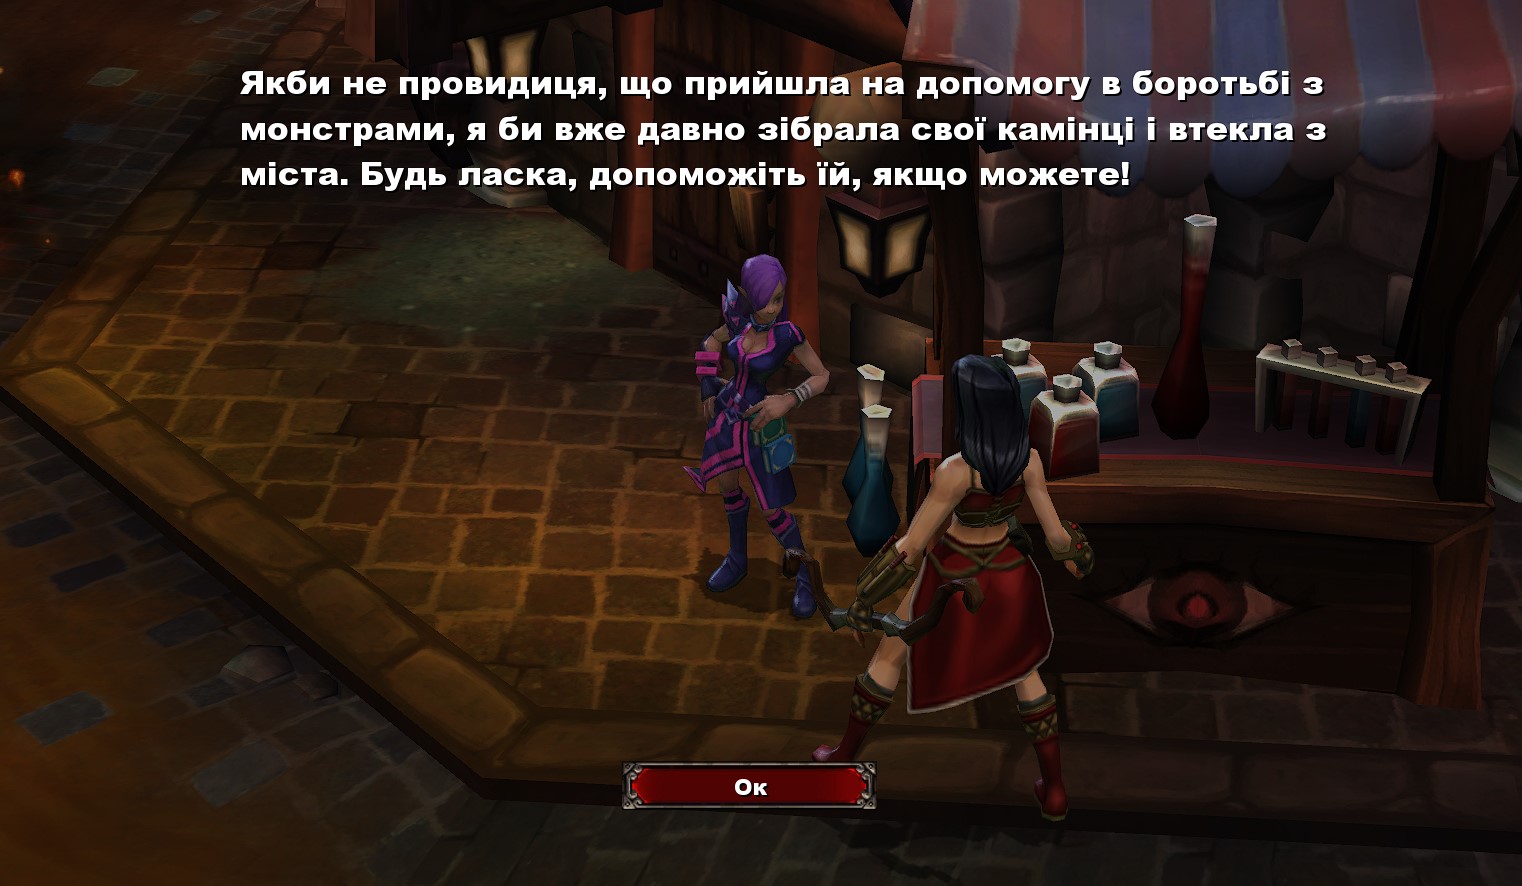 Якби не провидиця, що прийшла на допомогу в боротьбі з
монстрами, я би вже давно зібрала свої камінці і втекла з
міста. Будь ласка, допоможіть їй, якщо можете!
Ок